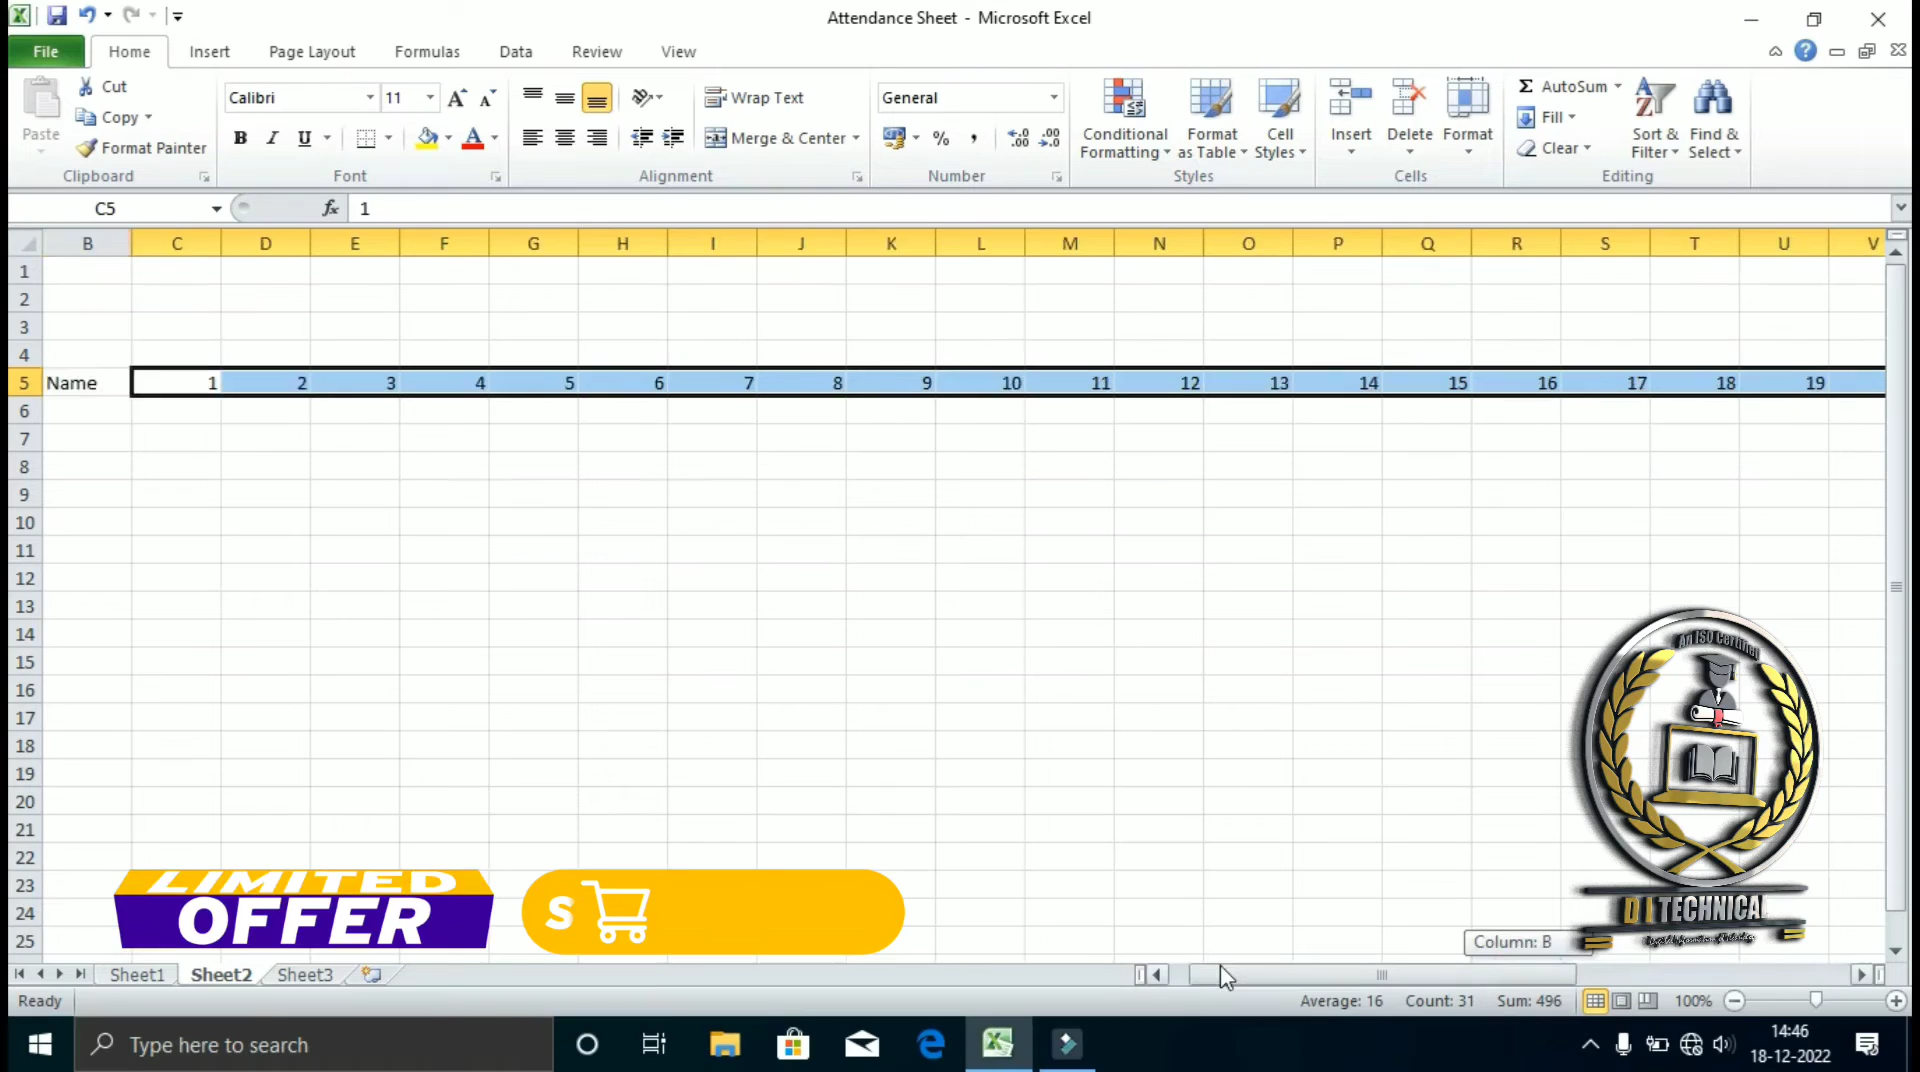 Attendance Sheet - Microsoft Excel
File Home Insert Page Layout Formulas Data Review View
Paste
Cut
Copy
Format Painter
Clipboard
Calibri 11
B I U A
Font
Wrap Text
Merge & Center
Alignment
General
% ,
Number
Conditional Formatting
Format as Table
Cell Styles
Styles
Insert Delete Format
Cells
Σ AutoSum
Fill
Clear
Sort & Filter
Find & Select
Editing
C5 fx 1
B C D E F G H I J K L M N O P Q R S T U V
1
2
3
4
5 Name 1 2 3 4 5 6 7 8 9 10 11 12 13 14 15 16 17 18 19
6
7
8
9
10
11
12
13
14
15
16
17
18
19
20
21
22
23
24
25
An ISO Certified
DI TECHNICAL
LIMITED
OFFER
S
Column: B
Sheet1 Sheet2 Sheet3
Ready Average: 16 Count: 31 Sum: 496 100%
Type here to search
14:46
18-12-2022